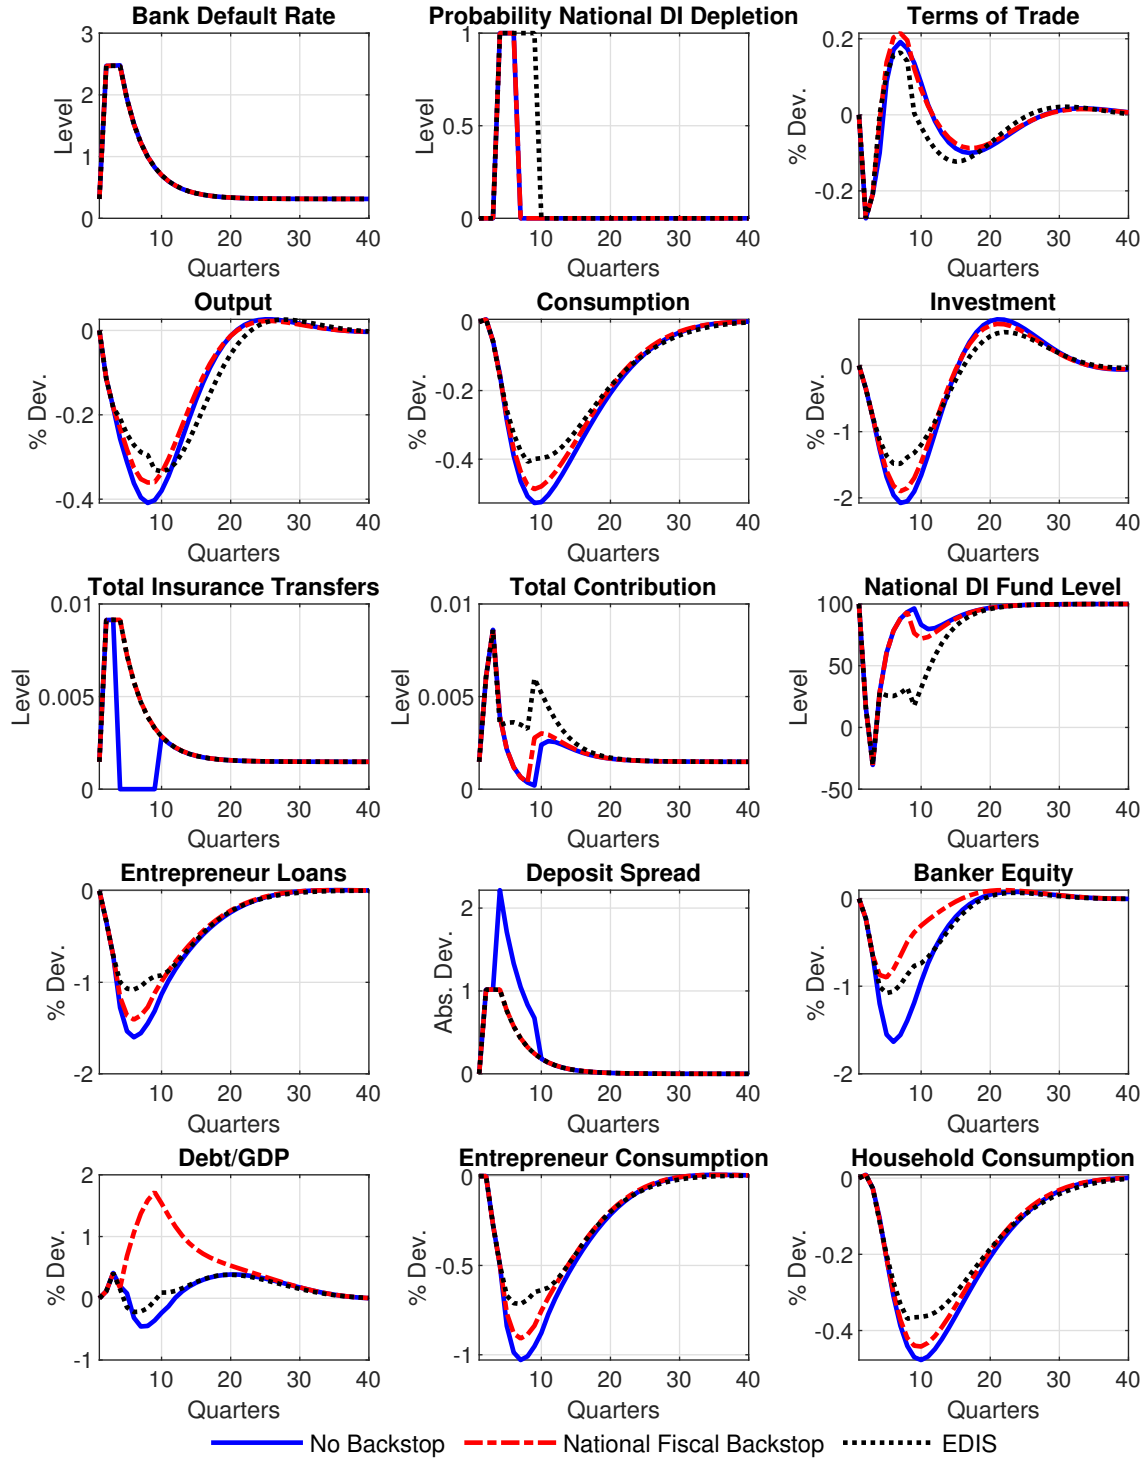 Bank Default Rate
Probability National DI Depletion
Terms of Trade
3
2
1
0
Level
10 20 30 40
Quarters
1
0.5
0
Level
10 20 30 40
Quarters
0.2
0
-0.2
% Dev.
10 20 30 40
Quarters
Output
Consumption
Investment
0
-0.2
-0.4
% Dev.
10 20 30 40
Quarters
0
-0.2
-0.4
% Dev.
10 20 30 40
Quarters
0
-1
-2
% Dev.
10 20 30 40
Quarters
Total Insurance Transfers
Total Contribution
National DI Fund Level
0.01
0.005
0
Level
10 20 30 40
Quarters
0.01
0.005
0
Level
10 20 30 40
Quarters
100
50
0
-50
Level
10 20 30 40
Quarters
Entrepreneur Loans
Deposit Spread
Banker Equity
0
-1
-2
% Dev.
10 20 30 40
Quarters
2
1
0
Abs. Dev.
10 20 30 40
Quarters
0
-1
-2
% Dev.
10 20 30 40
Quarters
Debt/GDP
Entrepreneur Consumption
Household Consumption
2
1
0
-1
% Dev.
10 20 30 40
Quarters
0
-0.5
-1
% Dev.
10 20 30 40
Quarters
0
-0.2
-0.4
% Dev.
10 20 30 40
Quarters
No Backstop National Fiscal Backstop EDIS